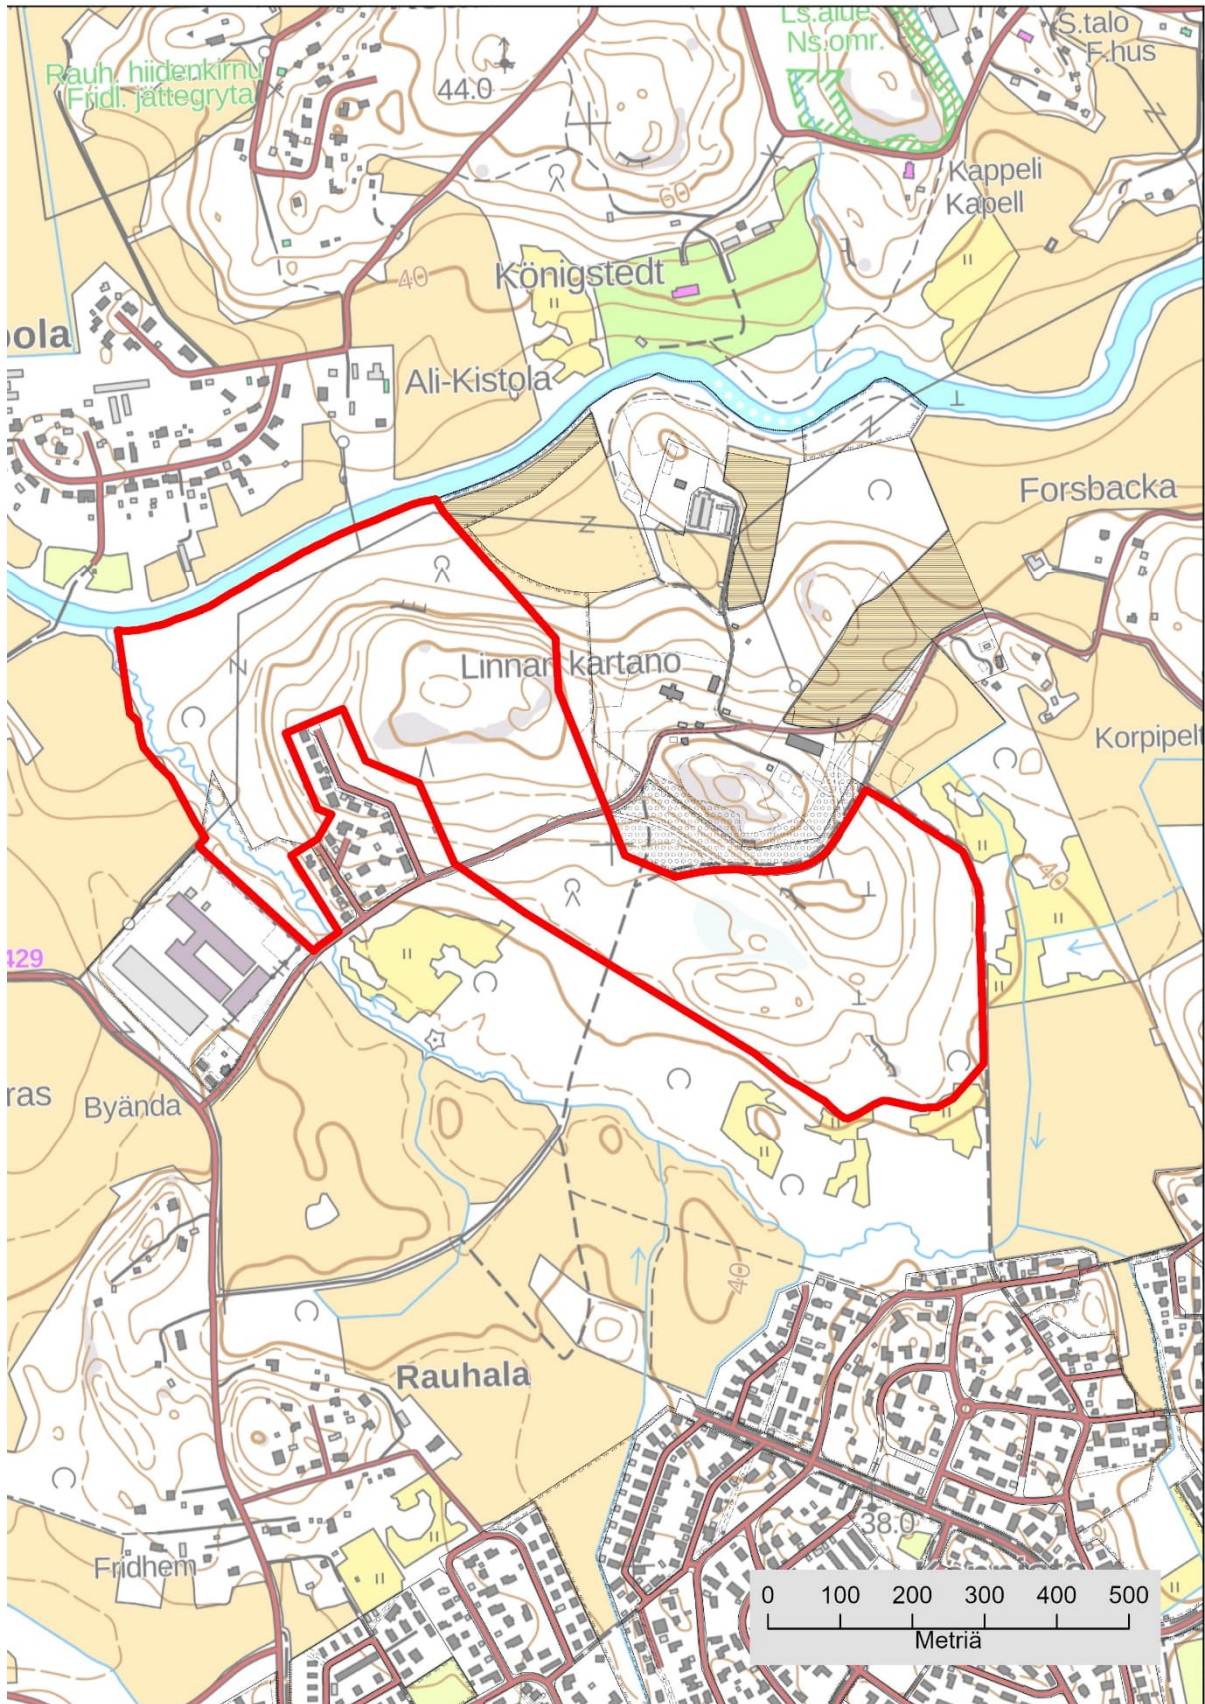 Ls.alue
Ns.omr.
S.talo
F.hus
Rauh. hiidenkirnu
Fridl. jättegryta
44.0
60
Kappeli
Kapell
40
Königstedt
Ali-Kistola
Forsbacka
Linnan kartano
Korpipelt
40
429
Byända
40
Rauhala
38.0
Fridhem
0 100 200 300 400 500
Metriä